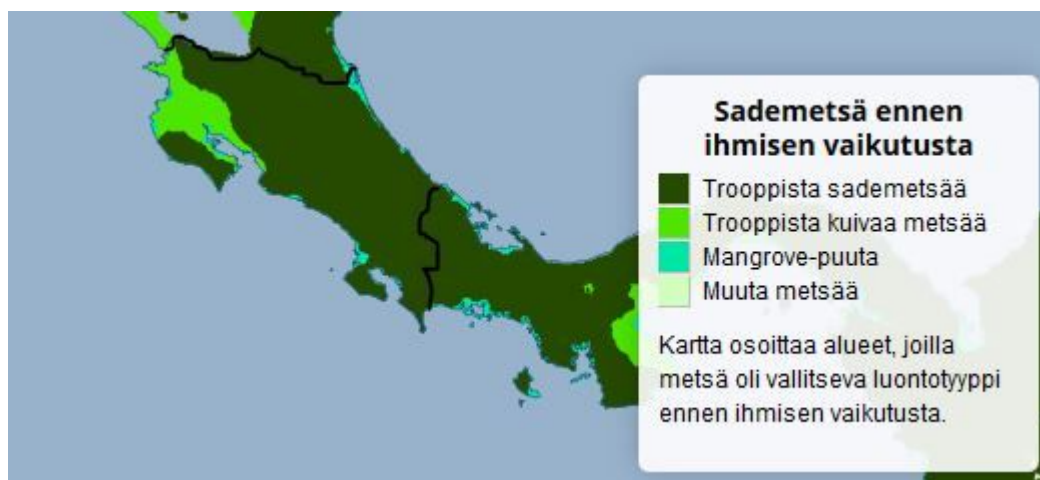 Sademetsä ennen
ihmisen vaikutusta
Trooppista sademetsää
Trooppista kuivaa metsää
Mangrove-puuta
Muuta metsää
Kartta osoittaa alueet, joilla
metsä oli vallitseva luontotyyppi
ennen ihmisen vaikutusta.